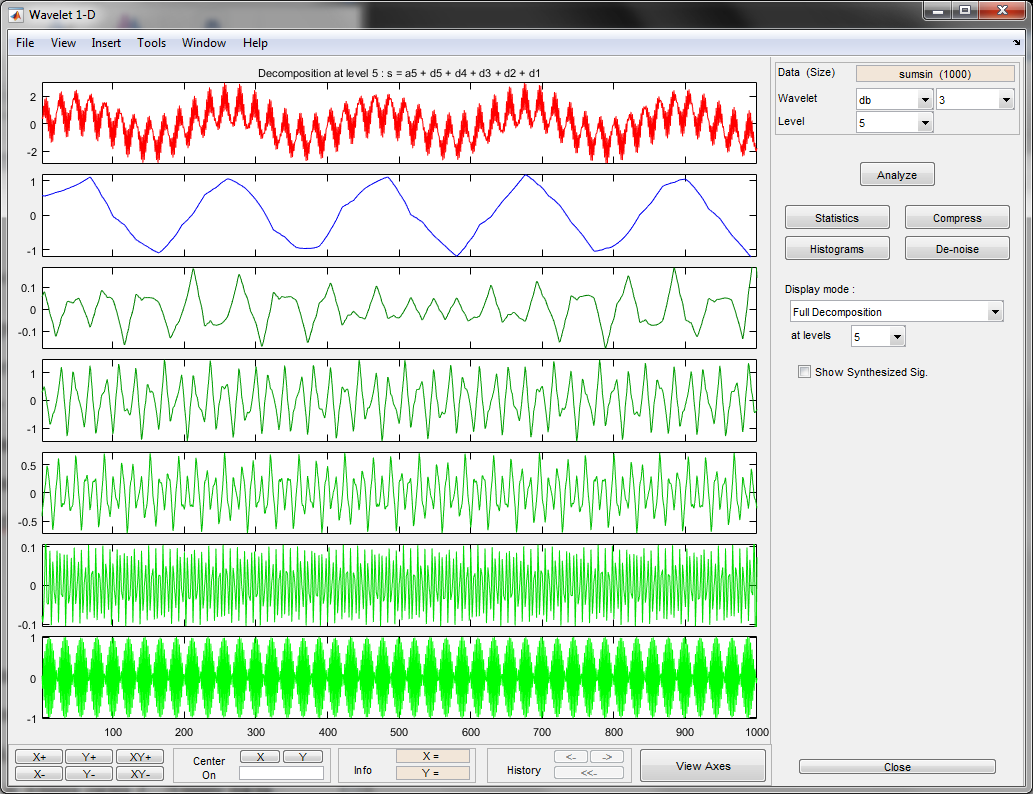 Wavelet 1-D
File View Insert Tools Window Help
Decomposition at level 5 : s = a5 + d5 + d4 + d3 + d2 + d1
2
0
-2
1
0
-1
0.1
0
-0.1
1
0
-1
0.5
0
-0.5
0.1
0
-0.1
1
0
-1
100 200 300 400 500 600 700 800 900 1000
Data (Size) sumsin (1000)
Wavelet db 3
Level 5
Analyze
Statistics Compress
Histograms De-noise
Display mode :
Full Decomposition
at levels 5
Show Synthesized Sig.
X+ Y+ XY+
X- Y- XY-
Center On X Y
Info X = Y =
History <- -> <<-
View Axes
Close